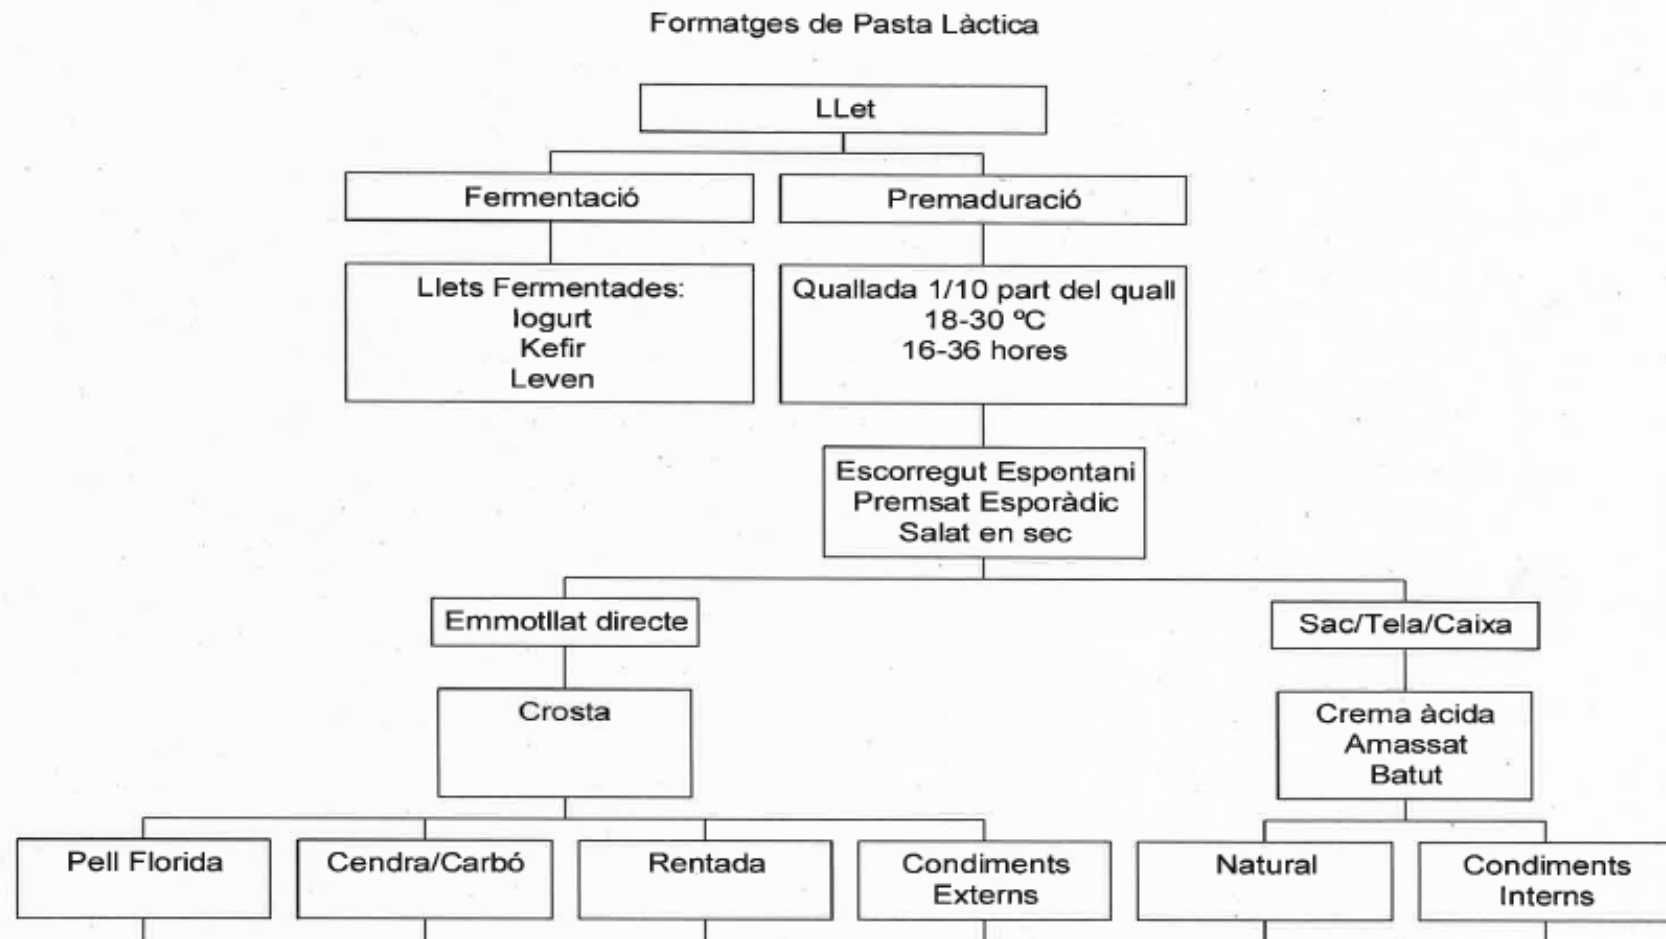 Formatges de Pasta Làctica
LLet
Fermentació
Premaduració
Llets Fermentades:
Iogurt
Kefir
Leven
Quallada 1/10 part del quall
18-30 ºC
16-36 hores
Escorregut Espontani
Premsat Esporàdic
Salat en sec
Emmotllat directe
Sac/Tela/Caixa
Crosta
Crema àcida
Amassat
Batut
Pell Florida
Cendra/Carbó
Rentada
Condiments
Externs
Natural
Condiments
Interns